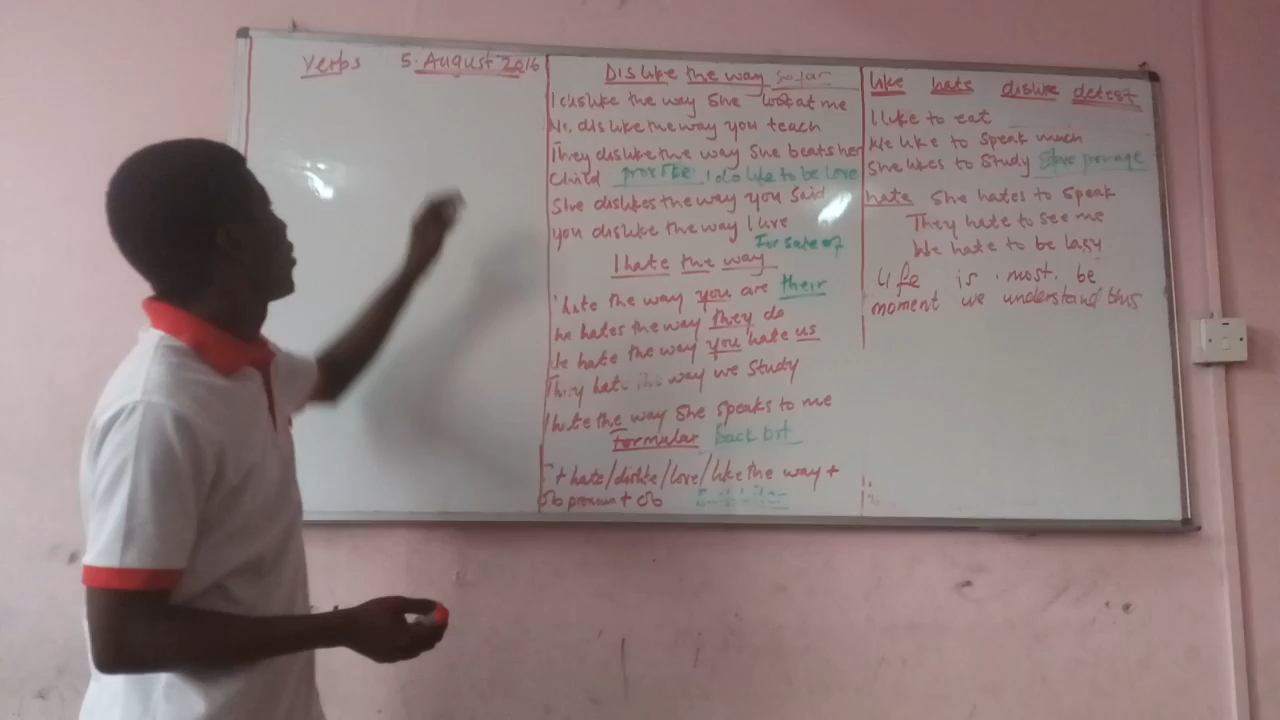 Verbs 5. August 2016
Dislike the way so far
I dislike the way she look at me
dislike the way you teach
They dislike the way she beats her
child provoke I do life to be love
She dislikes the way you said
you dislike the way I live
For sake of
I hate the way
hate the way you are their
he hates the way they do
We hate the way you hate us
They hate the way we study
I hate the way she speaks to me
Formular
+ hate/dislike/love/like the way +
pronoun +
like hate dislike detest
I like to eat
We like to speak much
She likes to study
hate She hates to speak
They hate to see me
We hate to be lasy
life is most be
moment we understand this